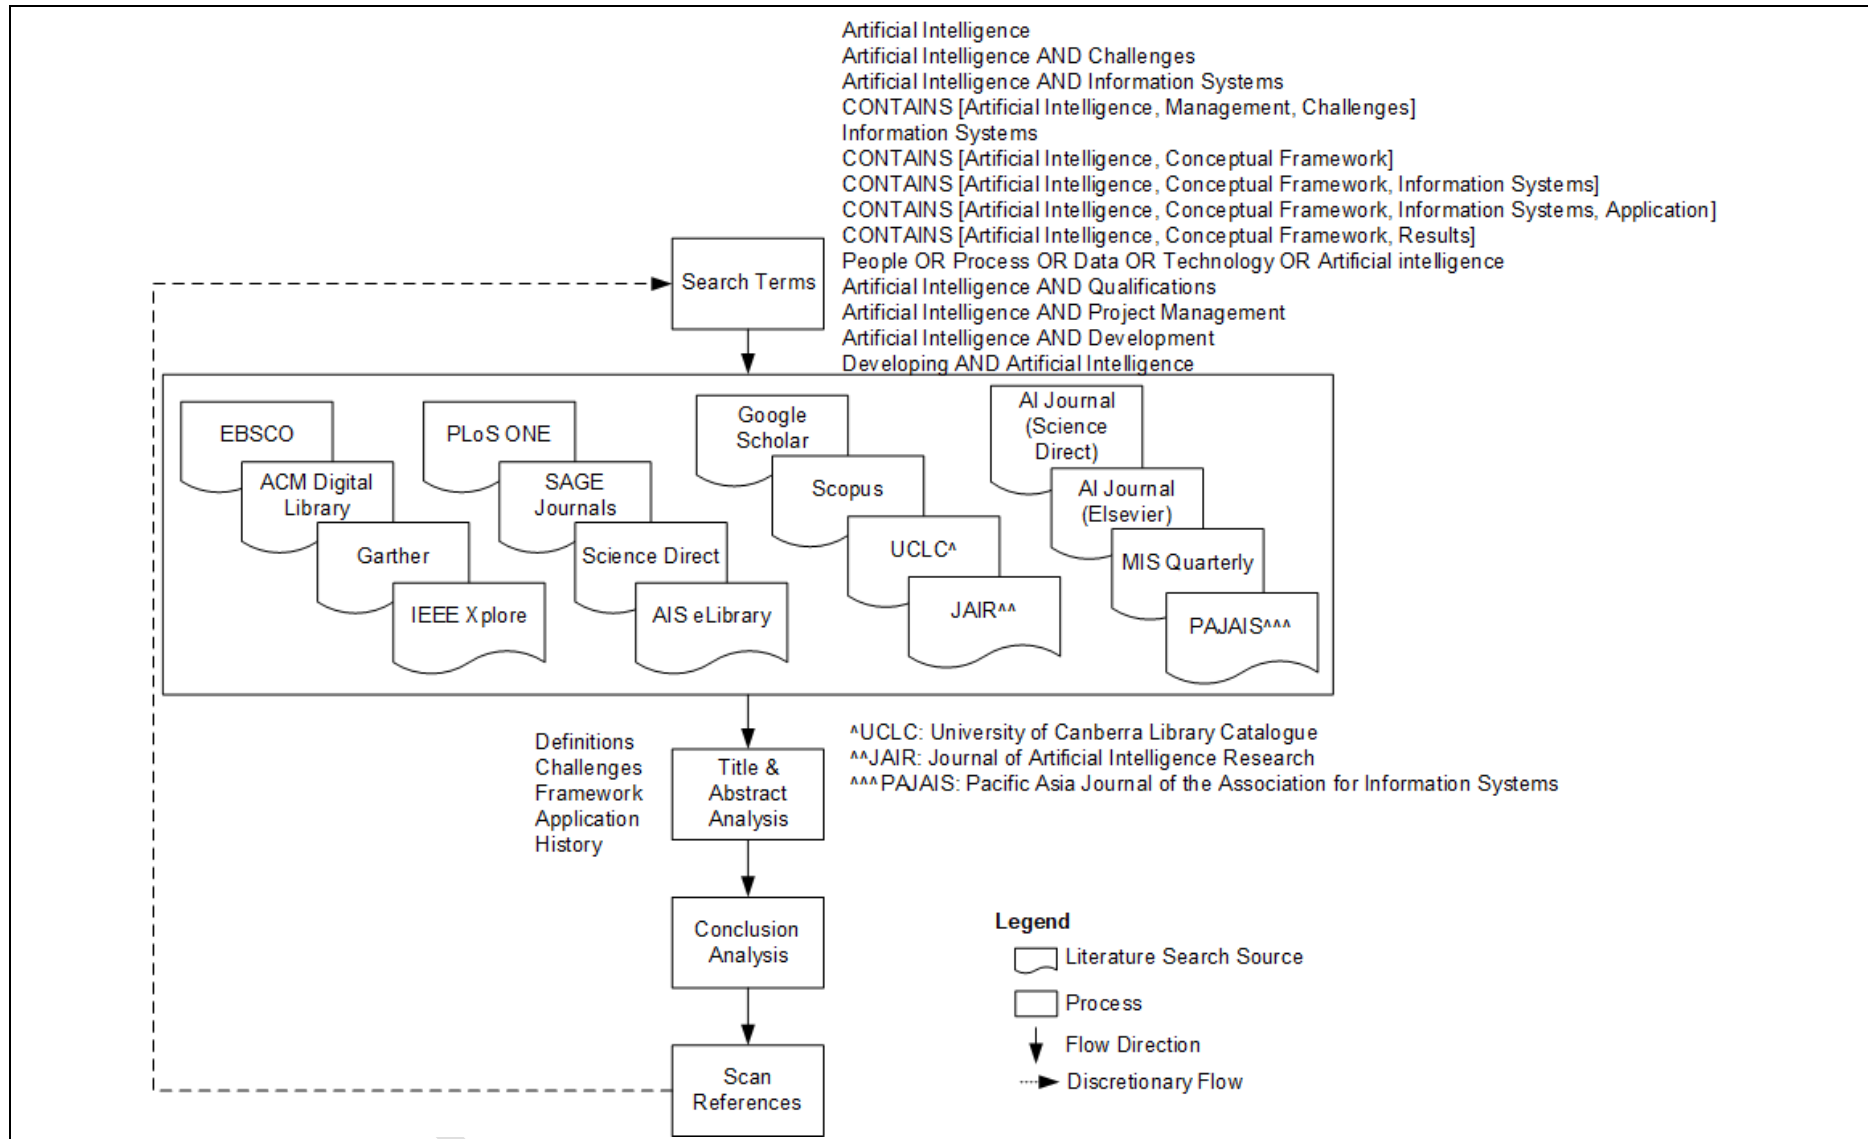 Artificial Intelligence
Artificial Intelligence AND Challenges
Artificial Intelligence AND Information Systems
CONTAINS [Artificial Intelligence, Management, Challenges]
Information Systems
CONTAINS [Artificial Intelligence, Conceptual Framework]
CONTAINS [Artificial Intelligence, Conceptual Framework, Information Systems]
CONTAINS [Artificial Intelligence, Conceptual Framework, Information Systems, Application]
CONTAINS [Artificial Intelligence, Conceptual Framework, Results]
People OR Process OR Data OR Technology OR Artificial intelligence
Artificial Intelligence AND Qualifications
Artificial Intelligence AND Project Management
Artificial Intelligence AND Development
Developing AND Artificial Intelligence
Search Terms
EBSCO
ACM Digital
Library
Garther
IEEE Xplore
PLoS ONE
SAGE
Journals
Science Direct
AIS eLibrary
Google
Scholar
Scopus
UCLC^
JAIR^^
AI Journal
(Science
Direct)
AI Journal
(Elsevier)
MIS Quarterly
PAJAIS^^^
^UCLC: University of Canberra Library Catalogue
^^JAIR: Journal of Artificial Intelligence Research
^^^PAJAIS: Pacific Asia Journal of the Association for Information Systems
Definitions
Challenges
Framework
Application
History
Title &
Abstract
Analysis
Conclusion
Analysis
Scan
References
Legend
Literature Search Source
Process
Flow Direction
Discretionary Flow